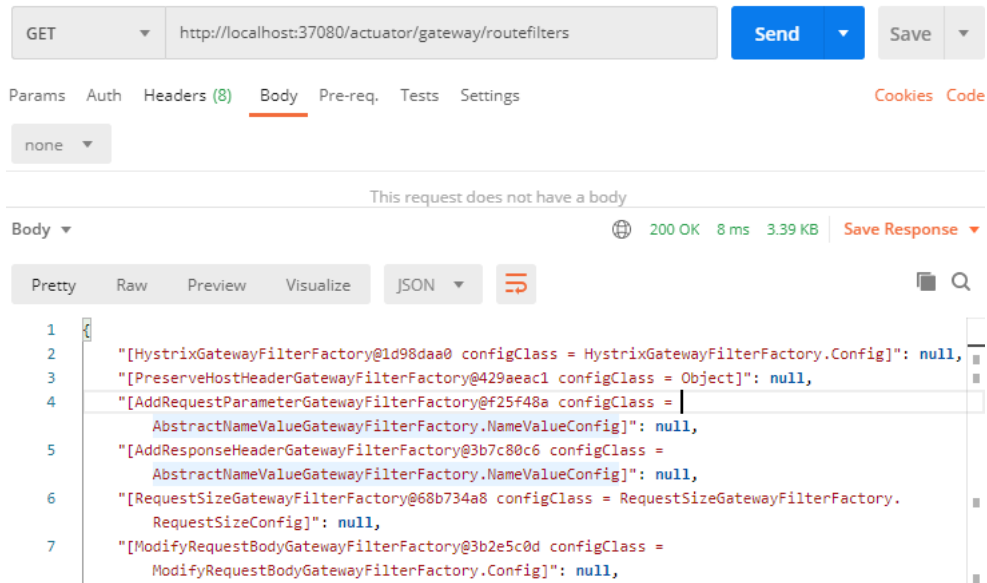 GET http://localhost:37080/actuator/gateway/routefilters Send Save
Params Auth Headers (8) Body Pre-req. Tests Settings Cookies Code
none
This request does not have a body
Body 200 OK 8 ms 3.39 KB Save Response
Pretty Raw Preview Visualize JSON
1 {
2 "[HystrixGatewayFilterFactory@1d98daa0 configClass = HystrixGatewayFilterFactory.Config]": null,
3 "[PreserveHostHeaderGatewayFilterFactory@429aeac1 configClass = Object]": null,
4 "[AddRequestParameterGatewayFilterFactory@f25f48a configClass =
AbstractNameValueGatewayFilterFactory.NameValueConfig]": null,
5 "[AddResponseHeaderGatewayFilterFactory@3b7c80c6 configClass =
AbstractNameValueGatewayFilterFactory.NameValueConfig]": null,
6 "[RequestSizeGatewayFilterFactory@68b734a8 configClass = RequestSizeGatewayFilterFactory.
RequestSizeConfig]": null,
7 "[ModifyRequestBodyGatewayFilterFactory@3b2e5c0d configClass =
ModifyRequestBodyGatewayFilterFactory.Config]": null,